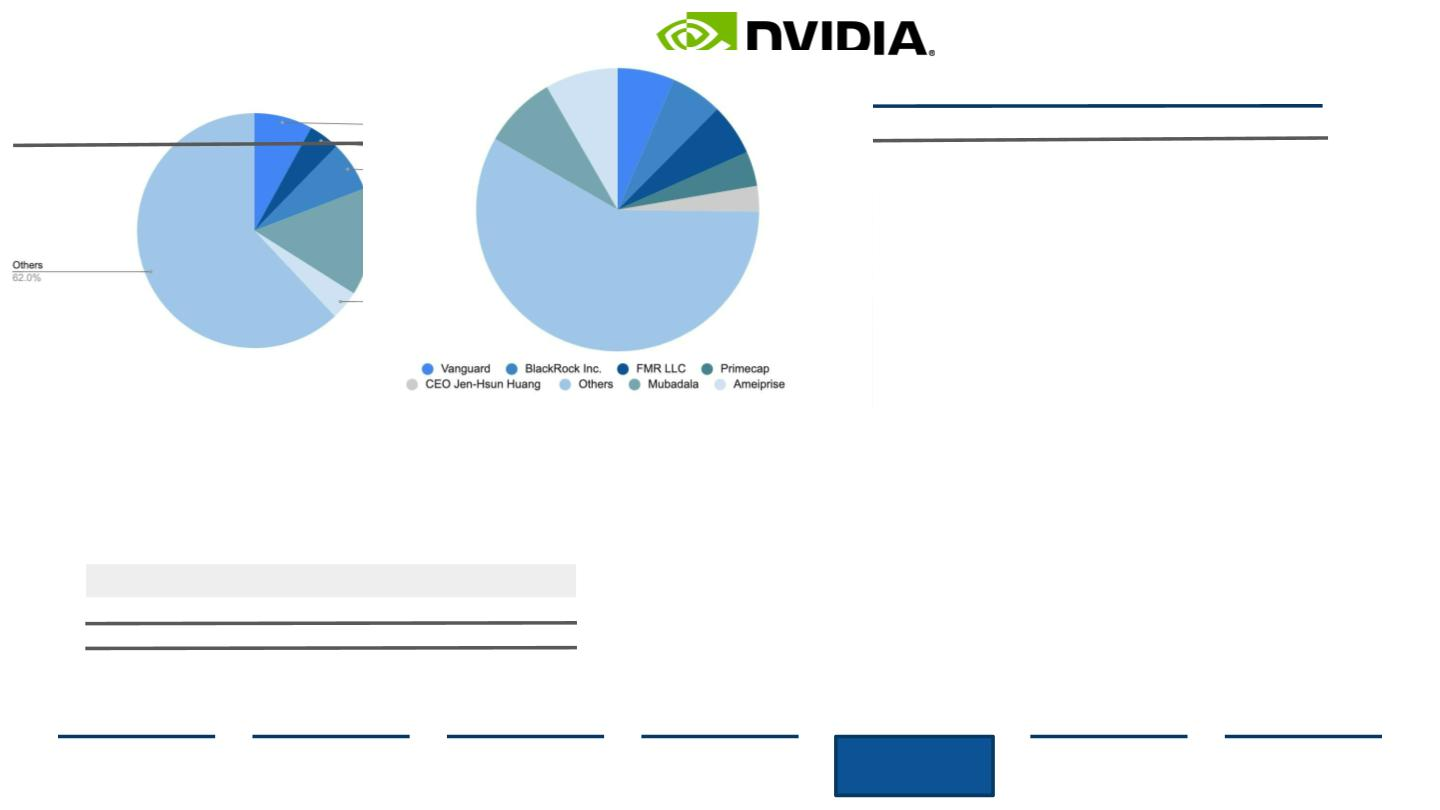 NVIDIA®
Others
62.0%
Vanguard BlackRock Inc. FMR LLC Primecap
CEO Jen-Hsun Huang Others Mubadala Ameiprise